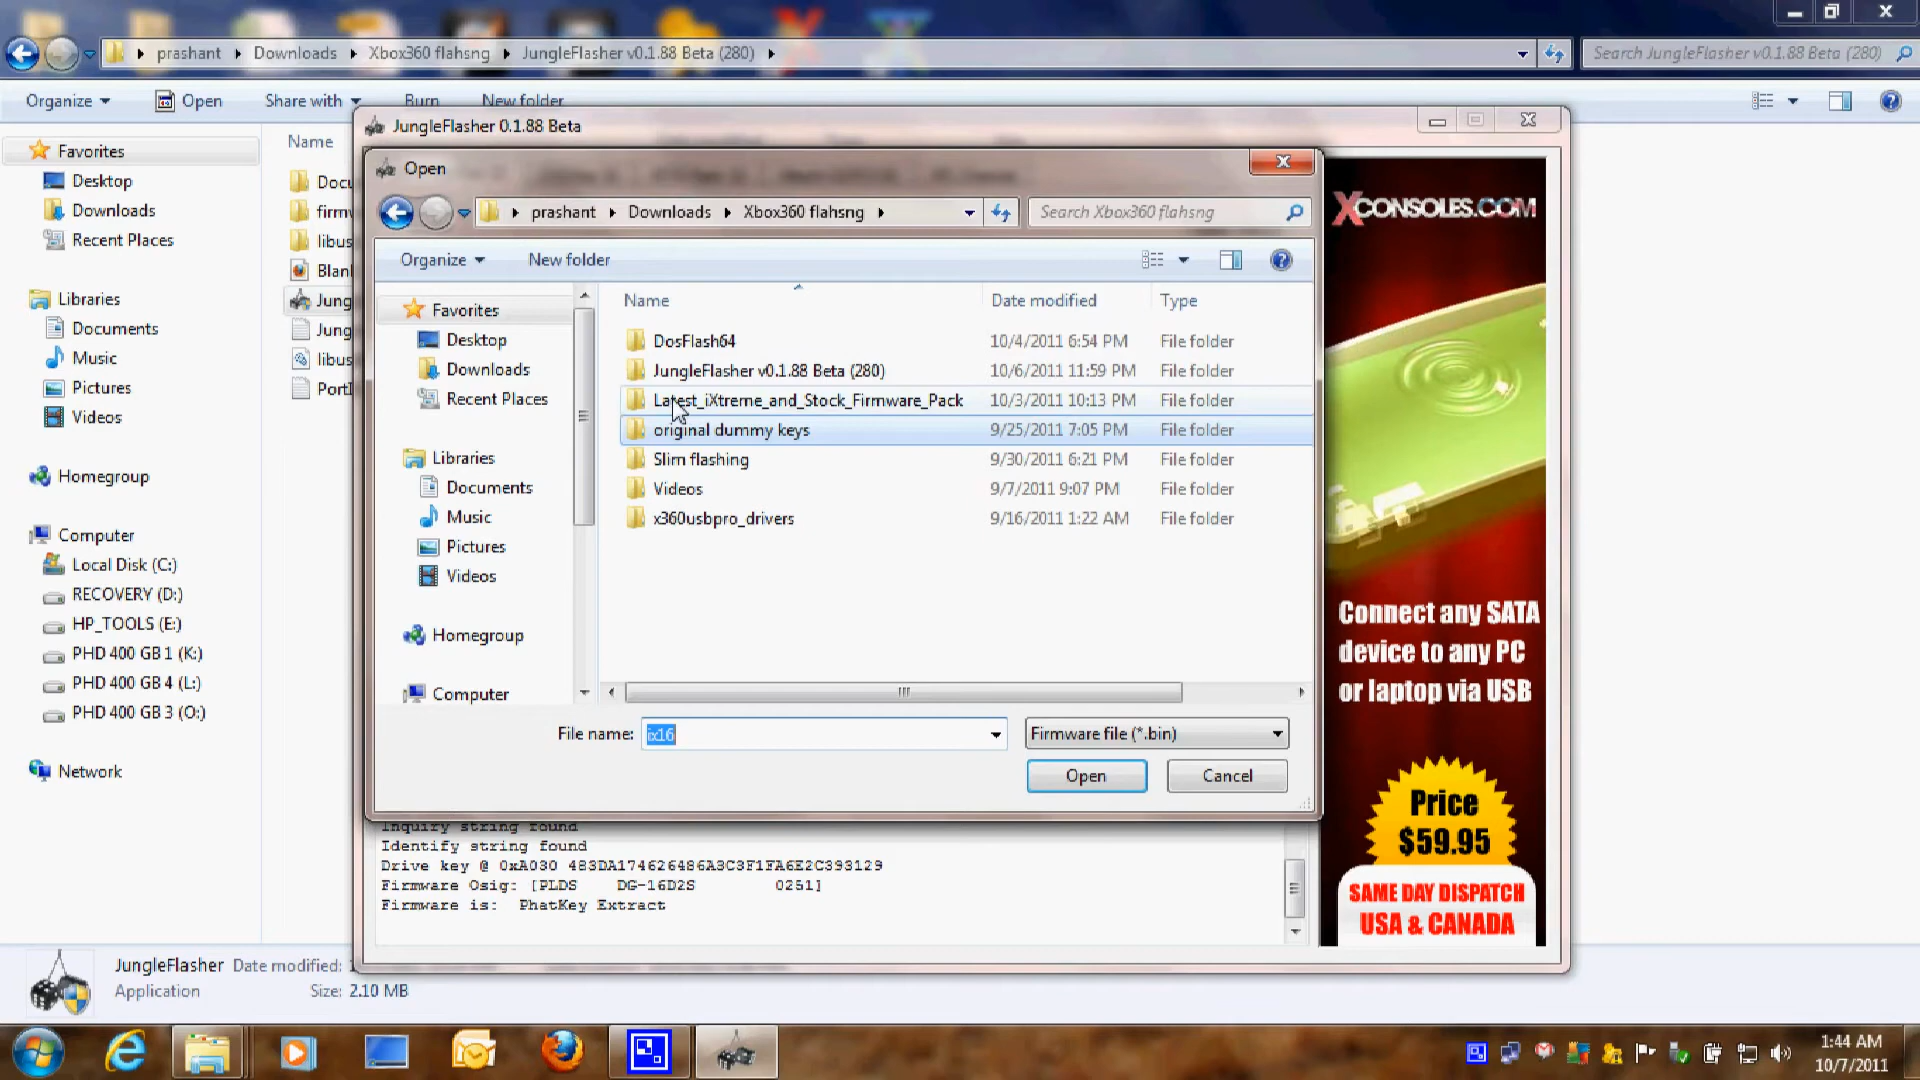 prashant Downloads Xbox360 flahsng JungleFlasher v0.1.88 Beta (280)
Search JungleFlasher v0.1.88 Beta (280)
Organize Open Share with Burn New folder
Favorites
Desktop
Downloads
Recent Places
Libraries
Documents
Music
Pictures
Videos
Homegroup
Computer
Local Disk (C:)
RECOVERY (D:)
HP_TOOLS (E:)
PHD 400 GB 1 (K:)
PHD 400 GB 4 (L:)
PHD 400 GB 3 (O:)
Network
Name
Docu
firmv
libus
Blanl
Jung
Jung
libus
PortI
JungleFlasher 0.1.88 Beta
Open
prashant Downloads Xbox360 flahsng
Search Xbox360 flahsng
Organize New folder
Favorites
Desktop
Downloads
Recent Places
Libraries
Documents
Music
Pictures
Videos
Homegroup
Computer
Name Date modified Type
DosFlash64 10/4/2011 6:54 PM File folder
JungleFlasher v0.1.88 Beta (280) 10/6/2011 11:59 PM File folder
Latest_iXtreme_and_Stock_Firmware_Pack 10/3/2011 10:13 PM File folder
original dummy keys 9/25/2011 7:05 PM File folder
Slim flashing 9/30/2011 6:21 PM File folder
Videos 9/7/2011 9:07 PM File folder
x360usbpro_drivers 9/16/2011 1:22 AM File folder
File name: ix16 Firmware file (*.bin)
Open Cancel
Inquiry string found
Identify string found
Drive key @ 0xA030 483DA174626486A3C3F1FA6E2C393129
Firmware Osig: [PLDS DG-16D2S 0251]
Firmware is: PhatKey Extract
XCONSOLES.COM
Connect any SATA
device to any PC
or laptop via USB
Price
$59.95
SAME DAY DISPATCH
USA & CANADA
JungleFlasher Date modified:
Application Size: 2.10 MB
1:44 AM
10/7/2011